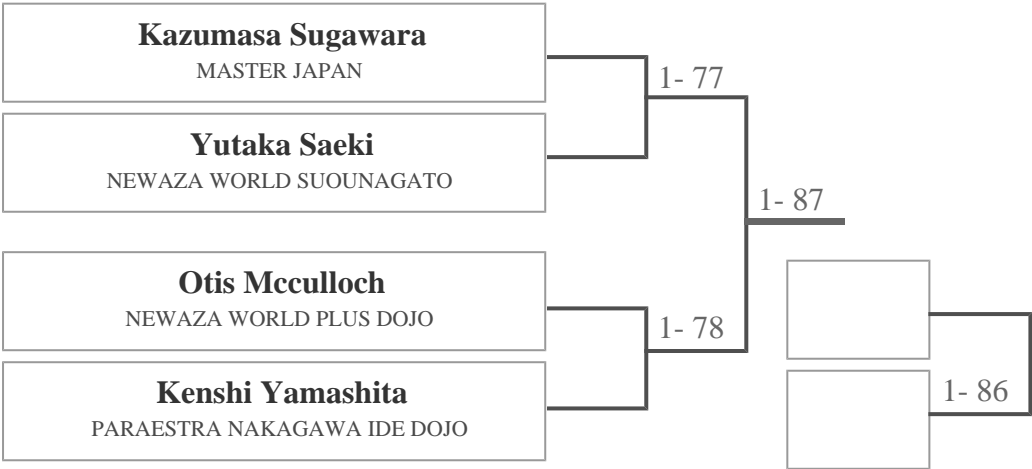 Kazumasa Sugawara
MASTER JAPAN
1- 77
Yutaka Saeki
NEWAZA WORLD SUOUNAGATO
1- 87
Otis Mcculloch
NEWAZA WORLD PLUS DOJO
1- 78
Kenshi Yamashita
PARAESTRA NAKAGAWA IDE DOJO
1- 86